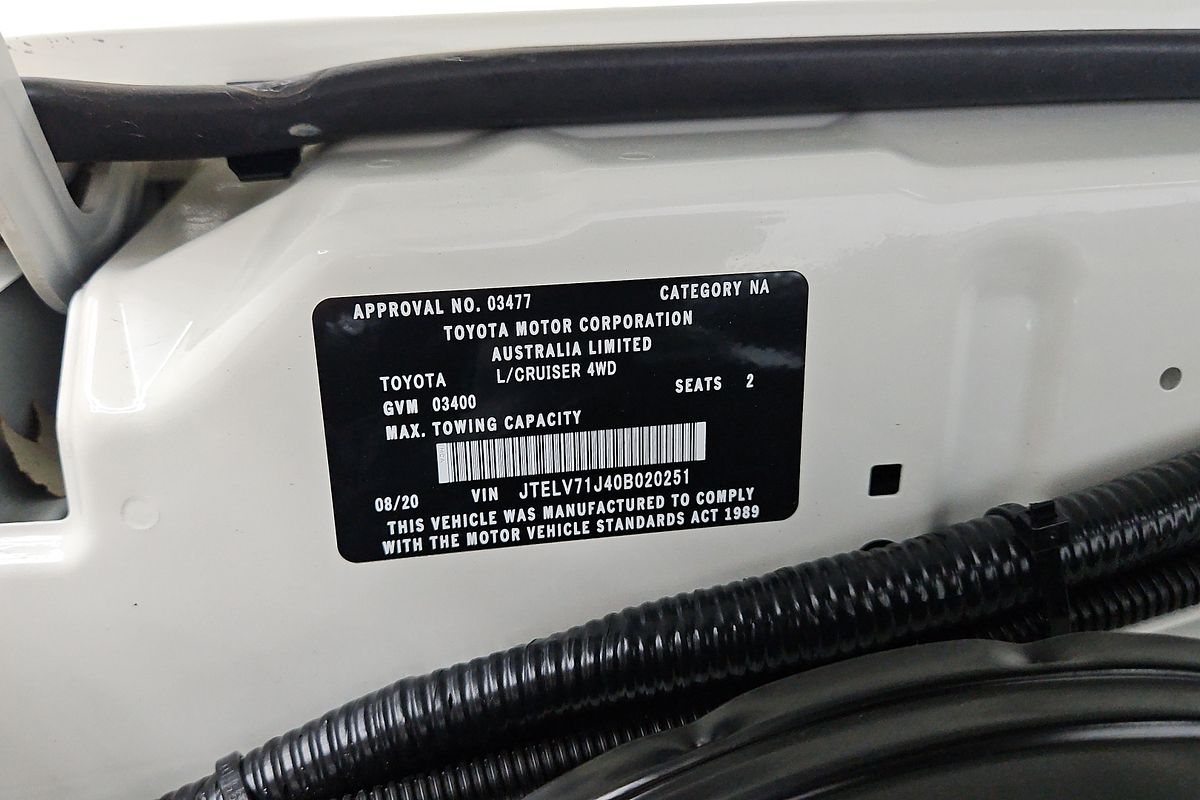 APPROVAL NO. 03477 CATEGORY NA
TOYOTA MOTOR CORPORATION
AUSTRALIA LIMITED
TOYOTA L/CRUISER 4WD
GVM 03400 SEATS 2
MAX. TOWING CAPACITY
08/20 VIN JTELV71J40B020251
THIS VEHICLE WAS MANUFACTURED TO COMPLY
WITH THE MOTOR VEHICLE STANDARDS ACT 1989